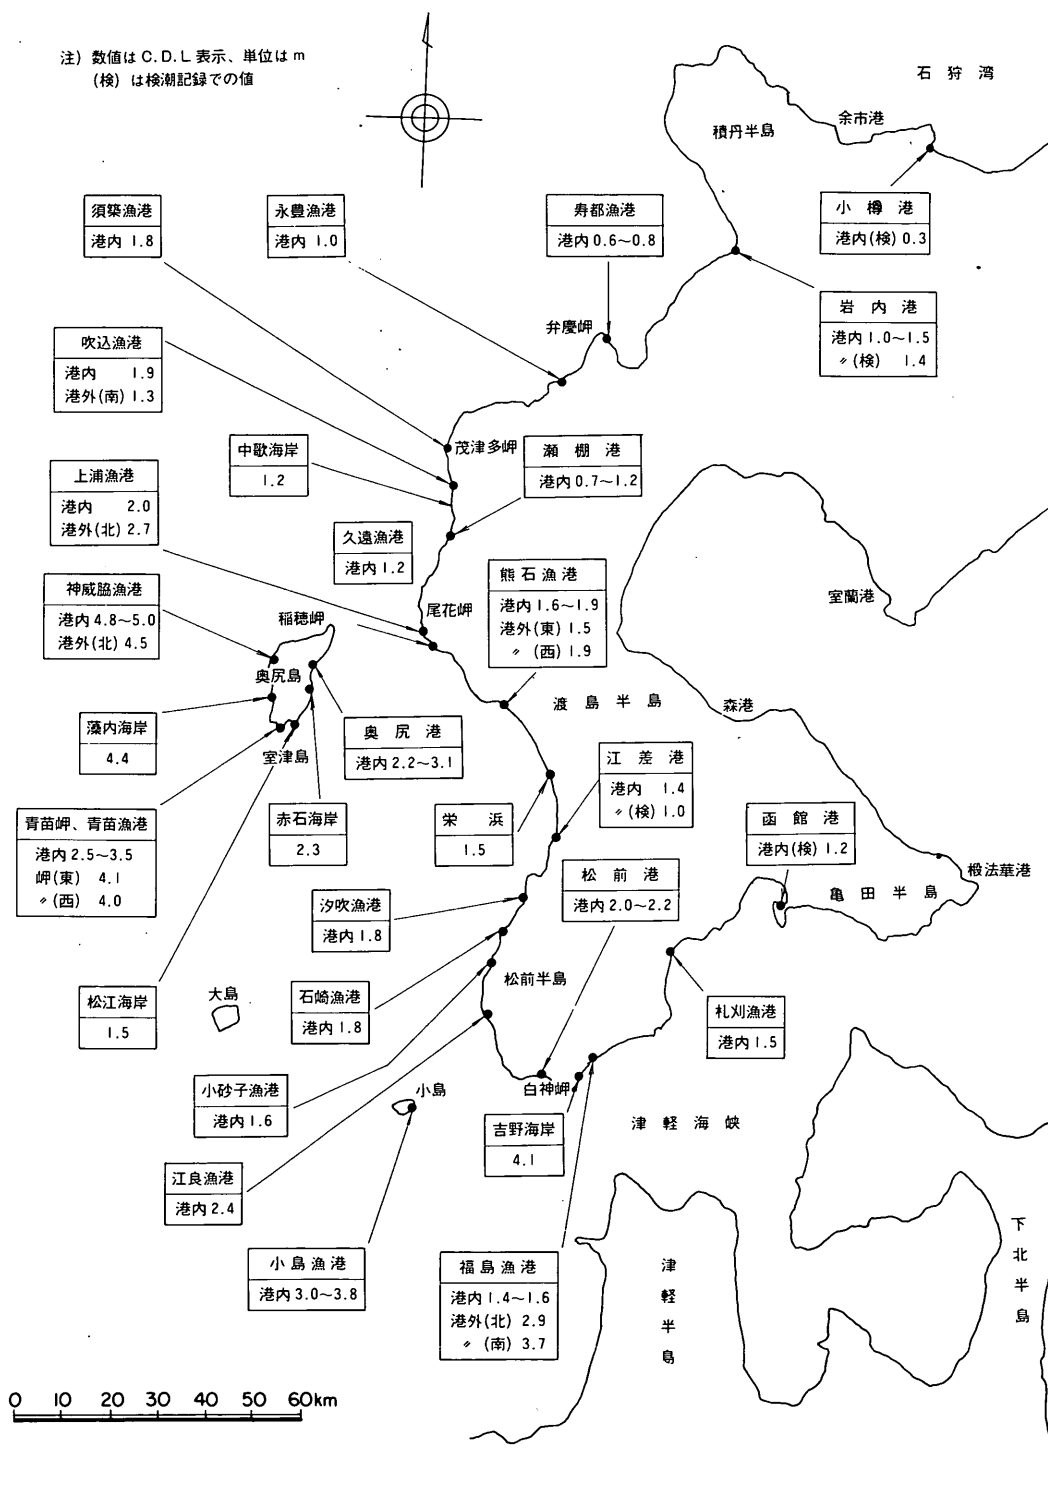 注) 数値は C.D.L 表示、単位は m
(検) は検潮記録での値
石狩湾
積丹半島
余市港
須築漁港
港内 1.8
永豊漁港
港内 1.0
寿都漁港
港内 0.6～0.8
小樽港
港内(検) 0.3
岩内港
港内 1.0～1.5
〃(検) 1.4
弁慶岬
吹込漁港
港内 1.9
港外(南) 1.3
茂津多岬
中歌海岸
1.2
瀬棚港
港内 0.7～1.2
上浦漁港
港内 2.0
港外(北) 2.7
久遠漁港
港内 1.2
熊石漁港
港内 1.6～1.9
港外(東) 1.5
〃 (西) 1.9
神威脇漁港
港内 4.8～5.0
港外(北) 4.5
稲穂岬
尾花岬
室蘭港
奥尻島
渡島半島
森港
藻内海岸
4.4
室津島
奥尻港
港内 2.2～3.1
江差港
港内 1.4
〃(検) 1.0
青苗岬、青苗漁港
港内 2.5～3.5
岬(東) 4.1
〃(西) 4.0
赤石海岸
2.3
栄浜
1.5
函館港
港内(検) 1.2
松前港
港内 2.0～2.2
椴法華港
亀田半島
汐吹漁港
港内 1.8
松江海岸
1.5
大島
石崎漁港
港内 1.8
松前半島
札刈漁港
港内 1.5
小砂子漁港
港内 1.6
小島
白神岬
吉野海岸
4.1
津軽海峡
江良漁港
港内 2.4
小島漁港
港内 3.0～3.8
福島漁港
港内 1.4～1.6
港外(北) 2.9
〃 (南) 3.7
津軽半島
下北半島
0 10 20 30 40 50 60km